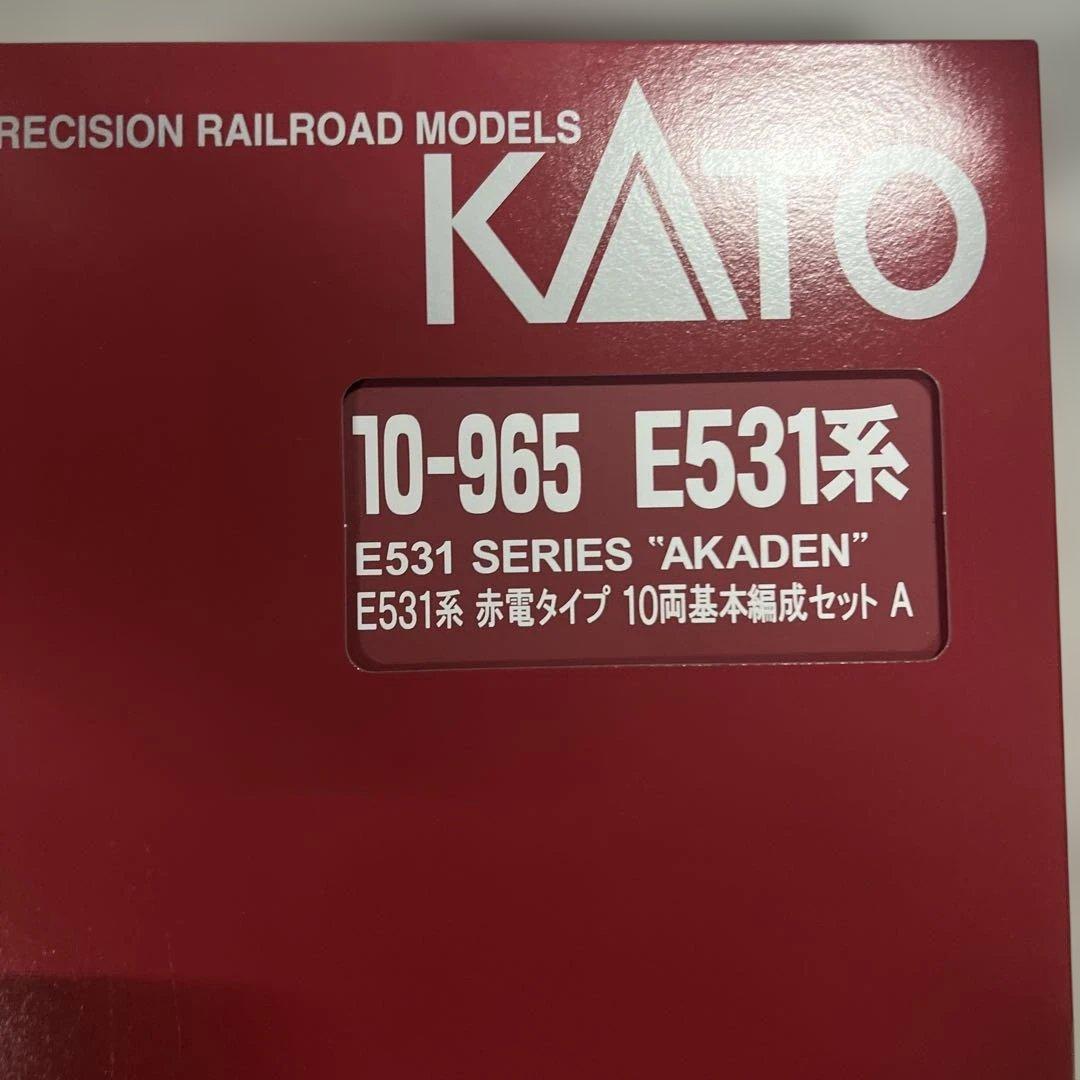 RECISION RAILROAD MODELS
KATO
10-965 E531系
E531 SERIES “AKADEN”
E531系 赤電タイプ 10両基本編成セット A